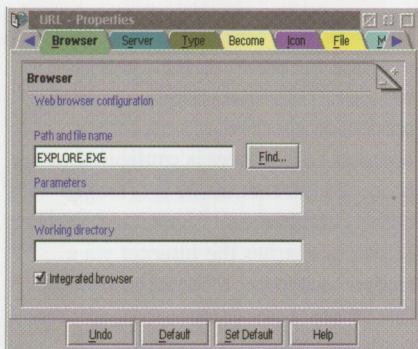 URL - Properties
Browser Server Type Become Icon File M
Browser
Web browser configuration
Path and file name
EXPLORE.EXE Find...
Parameters
Working directory
Integrated browser
Undo Default Set Default Help